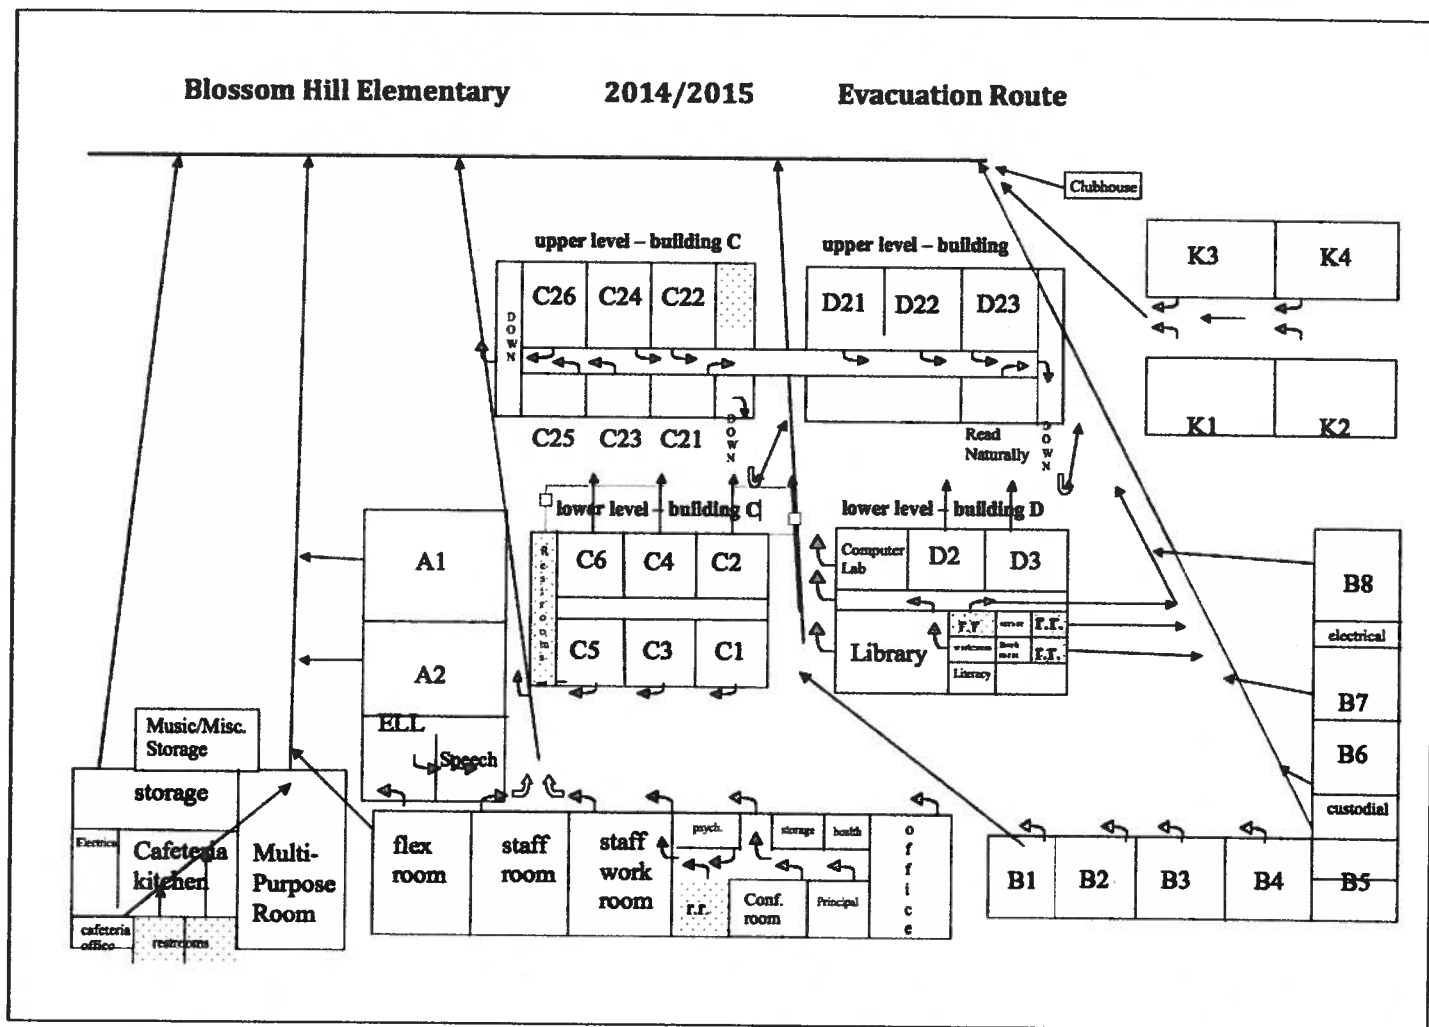 Blossom Hill Elementary 2014/2015 Evacuation Route
Clubhouse
upper level – building C
upper level – building
K3 K4
C26 C24 C22
D21 D22 D23
DOWN
K1 K2
C25 C23 C21
DOWN
Read
Naturally
DOWN
lower level – building C
lower level – building D
A1
Restrooms
C6 C4 C2
Computer
Lab
D2 D3
B8
electrical
r.r. server r.r.
workroom
r.r.
Library
Literacy
C5 C3 C1
A2
B7
ELL
Speech
Music/Misc.
Storage
B6
storage
custodial
Electrical
Cafeteria
kitchen
Multi-
Purpose
Room
flex
room
staff
room
staff
work
room
psych.
storage
health
office
r.r.
Conf.
room
Principal
B1 B2 B3 B4 B5
cafeteria
office
restrooms